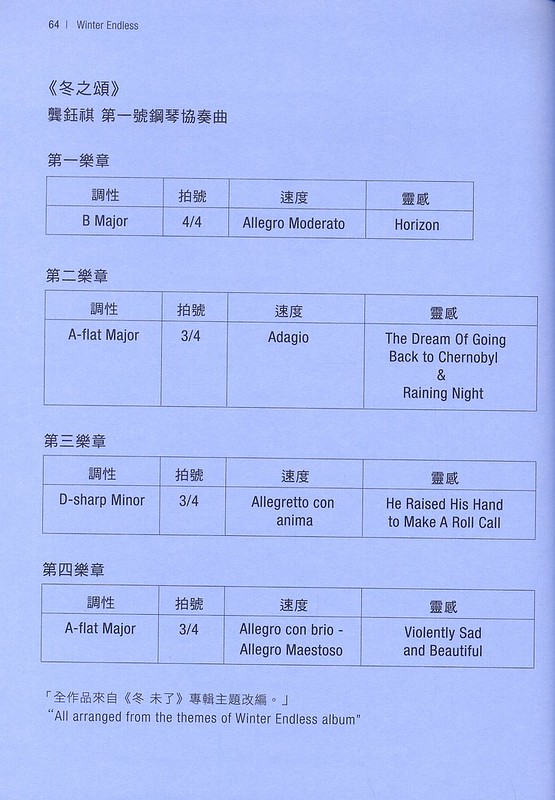 64 | Winter Endless
《冬之頌》
龔鈺祺 第一號鋼琴協奏曲
第一樂章
調性 拍號 速度 靈感
B Major 4/4 Allegro Moderato Horizon
第二樂章
調性 拍號 速度 靈感
A-flat Major 3/4 Adagio The Dream Of Going
Back to Chernobyl
&
Raining Night
第三樂章
調性 拍號 速度 靈感
D-sharp Minor 3/4 Allegretto con He Raised His Hand
anima to Make A Roll Call
第四樂章
調性 拍號 速度 靈感
A-flat Major 3/4 Allegro con brio - Violently Sad
Allegro Maestoso and Beautiful
「全作品來自《冬 未了》專輯主題改編。」
“All arranged from the themes of Winter Endless album"